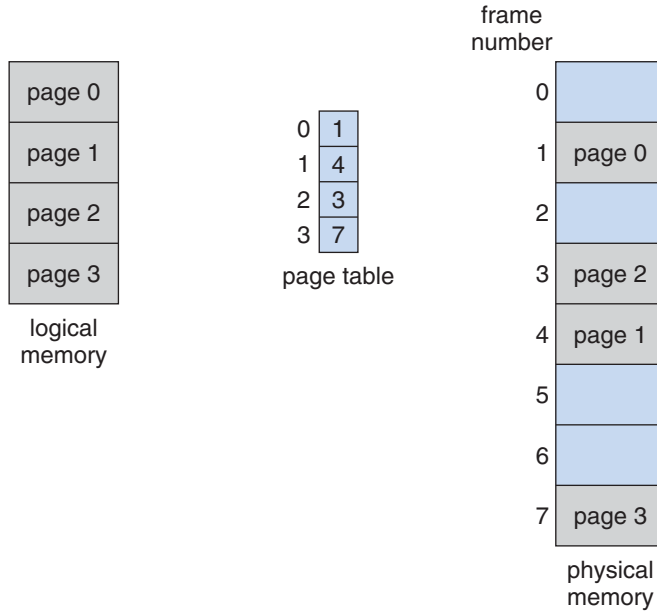 page 0
page 1
page 2
page 3
logical
memory
0 1
1 4
2 3
3 7
page table
frame
number
0
1 page 0
2
3 page 2
4 page 1
5
6
7 page 3
physical
memory